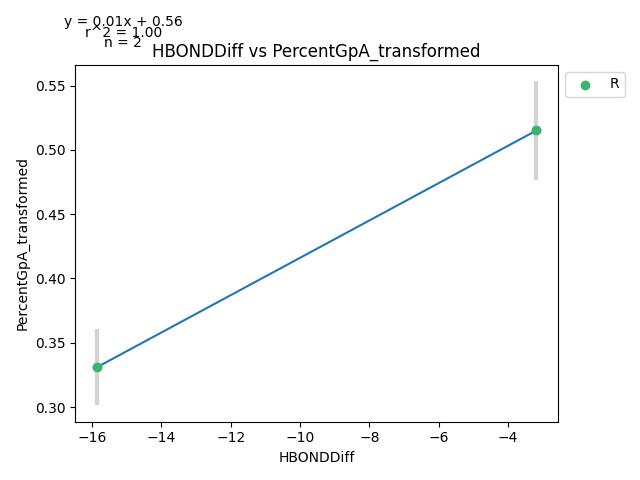 y = 0.01x + 0.56
r^2 = 1.00
n = 2
HBONDDiff vs PercentGpA_transformed
R
PercentGpA_transformed
0.55
0.50
0.45
0.40
0.35
0.30
−16 −14 −12 −10 −8 −6 −4
HBONDDiff